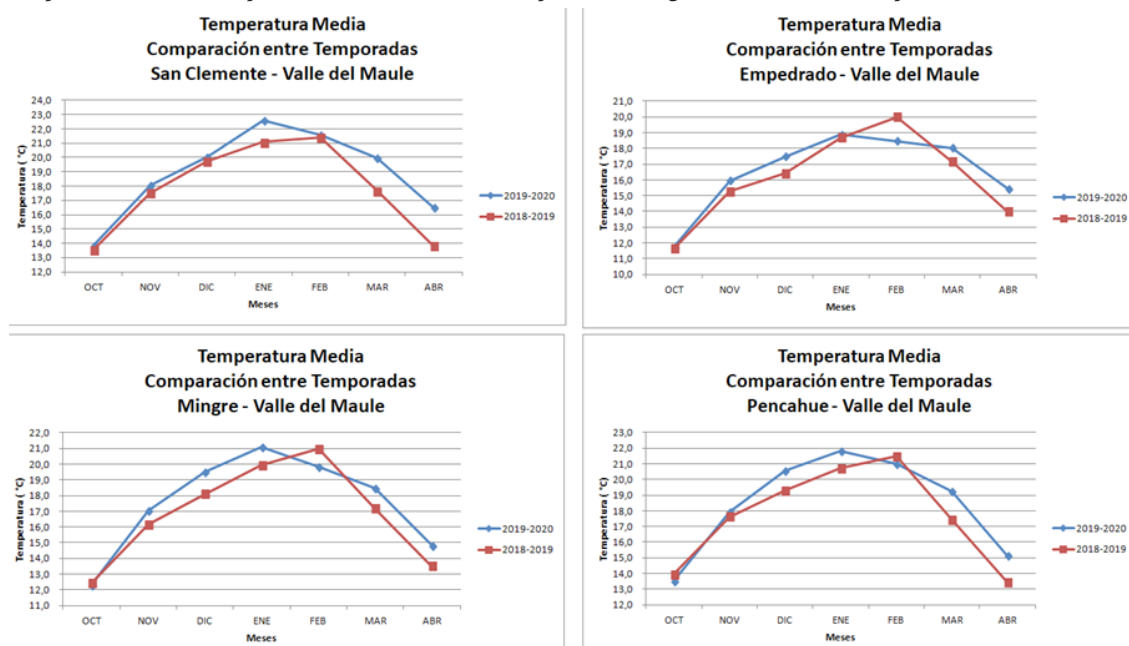 Temperatura Media
Comparación entre Temporadas
San Clemente - Valle del Maule
24,0
23,0
22,0
21,0
20,0
19,0
18,0
17,0
16,0
15,0
14,0
13,0
12,0
Temperatura ( °C)
OCT NOV DIC ENE FEB MAR ABR
Meses
2019-2020
2018-2019
Temperatura Media
Comparación entre Temporadas
Empedrado - Valle del Maule
21,0
20,0
19,0
18,0
17,0
16,0
15,0
14,0
13,0
12,0
11,0
10,0
Temperatura ( °C)
OCT NOV DIC ENE FEB MAR ABR
Meses
2019-2020
2018-2019
Temperatura Media
Comparación entre Temporadas
Mingre - Valle del Maule
22,0
21,0
20,0
19,0
18,0
17,0
16,0
15,0
14,0
13,0
12,0
11,0
Temperatura ( °C)
OCT NOV DIC ENE FEB MAR ABR
Meses
2019-2020
2018-2019
Temperatura Media
Comparación entre Temporadas
Pencahue - Valle del Maule
23,0
22,0
21,0
20,0
19,0
18,0
17,0
16,0
15,0
14,0
13,0
12,0
Temperatura ( °C)
OCT NOV DIC ENE FEB MAR ABR
Meses
2019-2020
2018-2019